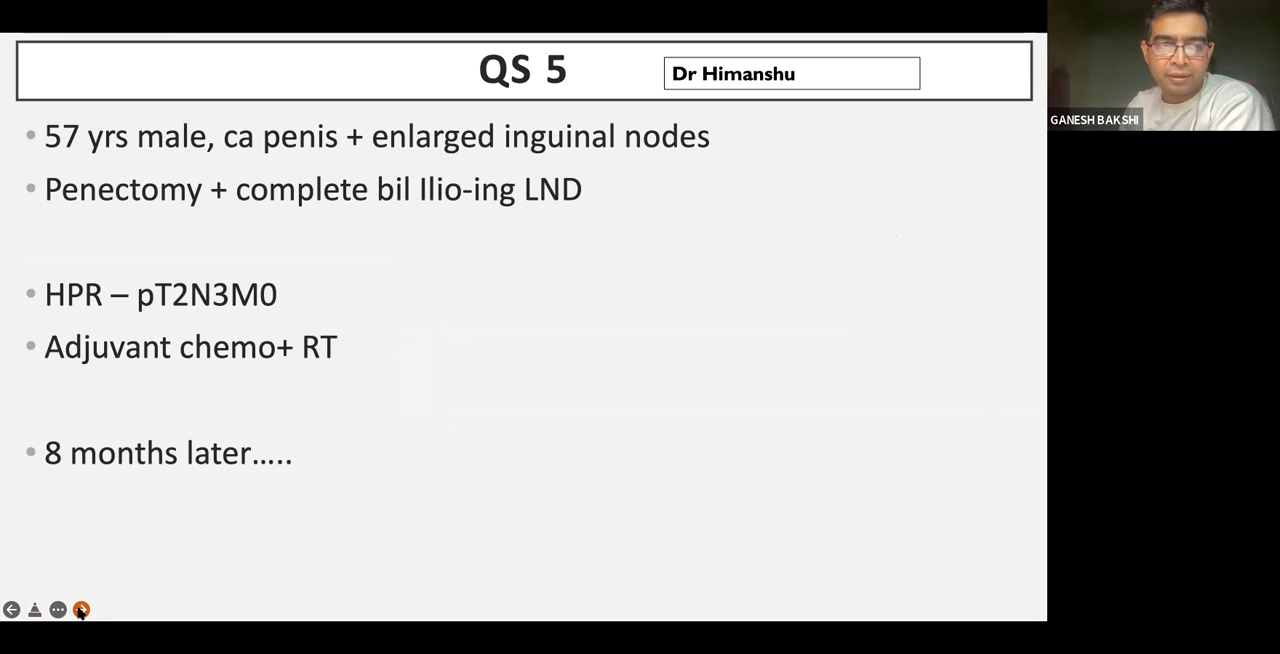 QS 5
Dr Himanshu
GANESH BAKSHI
• 57 yrs male, ca penis + enlarged inguinal nodes
• Penectomy + complete bil Ilio-ing LND
• HPR – pT2N3M0
• Adjuvant chemo+ RT
• 8 months later…..